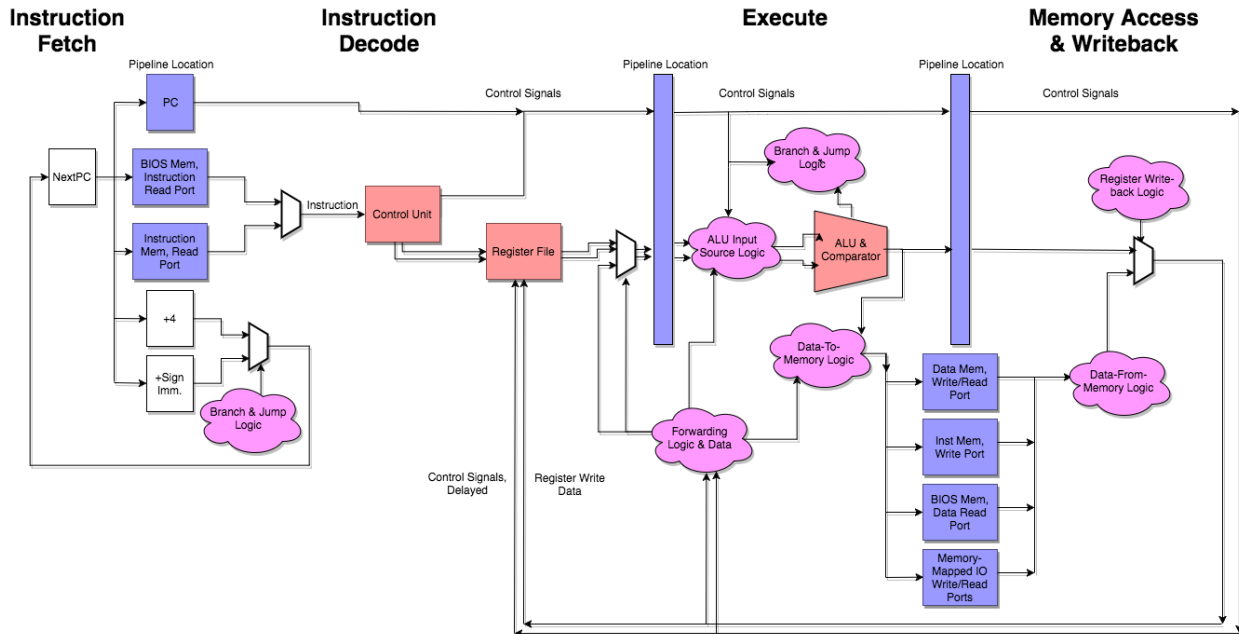 Instruction
Fetch
Instruction
Decode
Execute
Memory Access
& Writeback
Pipeline Location
Pipeline Location
Pipeline Location
PC
Control Signals
Control Signals
Control Signals
NextPC
BIOS Mem,
Instruction
Read Port
Instruction
Control Unit
Branch & Jump
Logic
Register Write-
back Logic
Instruction
Mem, Read
Port
Register File
ALU Input
Source Logic
ALU &
Comparator
+4
+Sign
Imm.
Branch & Jump
Logic
Data-To-
Memory Logic
Data Mem,
Write/Read
Port
Data-From-
Memory Logic
Forwarding
Logic & Data
Inst Mem,
Write Port
Control Signals,
Delayed
Register Write
Data
BIOS Mem,
Data Read
Port
Memory-
Mapped IO
Write/Read
Ports